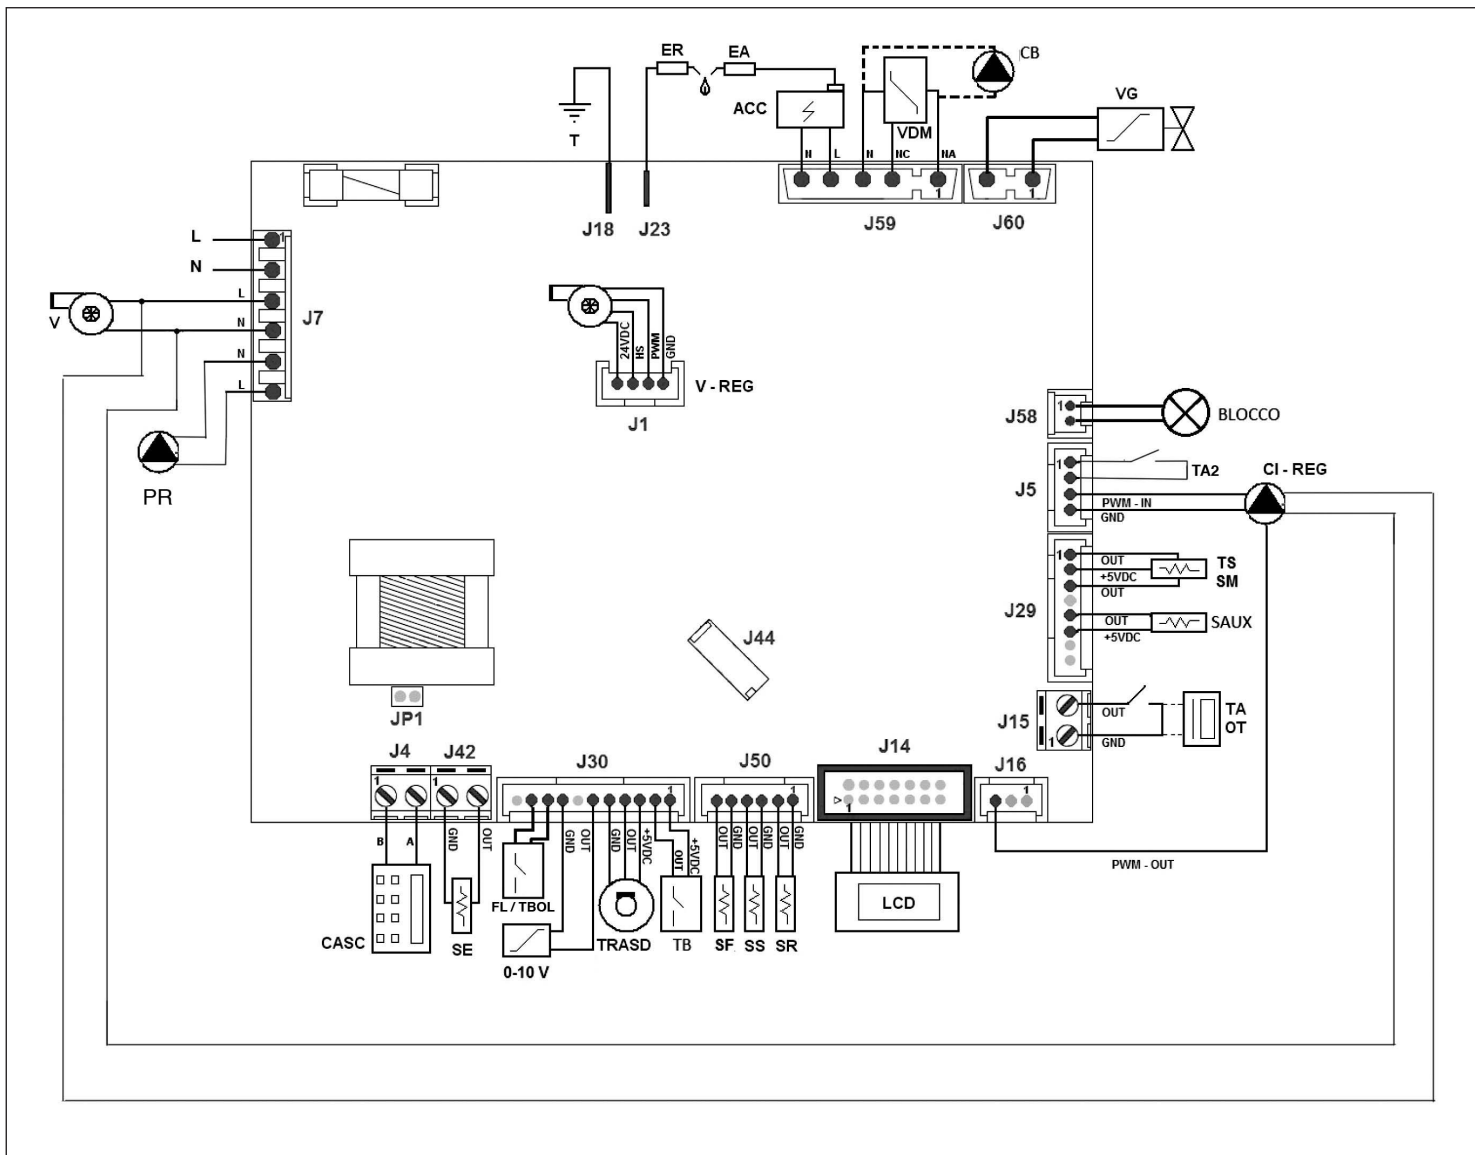 ER
EA
CB
ACC
VDM
VG
T
N
L
N
NC
NA
1
1
J18
J23
J59
J60
L
1
N
L
V
N
J7
N
L
PR
24VDC
HS
PWM
GND
V - REG
J1
J58
1
BLOCCO
J5
1
TA2
CI - REG
PWM - IN
GND
1
OUT
TS
+5VDC
SM
OUT
J29
OUT
SAUX
+5VDC
J44
JP1
J15
OUT
TA
OT
1
GND
J4
J42
J30
J50
J14
J16
1
1
1
1
1
B
A
GND
OUT
GND
OUT
GND
OUT
+5VDC
OUT
+5VDC
OUT
GND
OUT
GND
OUT
GND
PWM - OUT
FL / TBOL
LCD
CASC
SE
TRASD
TB
SF
SS
SR
0-10 V